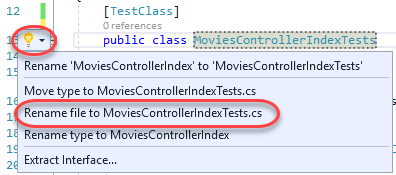 12
[TestClass]
0 references
13
public class MoviesControllerIndexTests
Rename 'MoviesControllerIndex' to 'MoviesControllerIndexTests'
Move type to MoviesControllerIndexTests.cs
Rename file to MoviesControllerIndexTests.cs
Rename type to MoviesControllerIndex
Extract Interface...